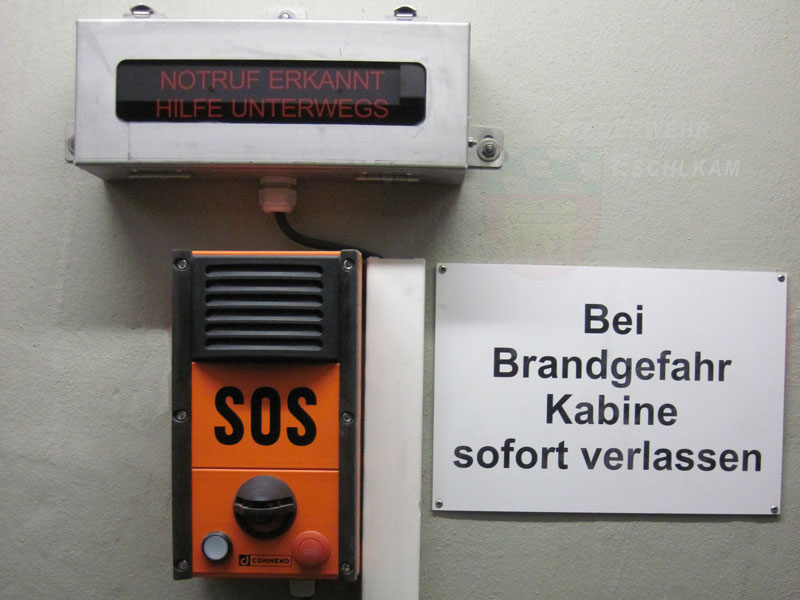 NOTRUF ERKANNT
HILFE UNTERWEGS
SOS
COMMEND
Bei
Brandgefahr
Kabine
sofort verlassen